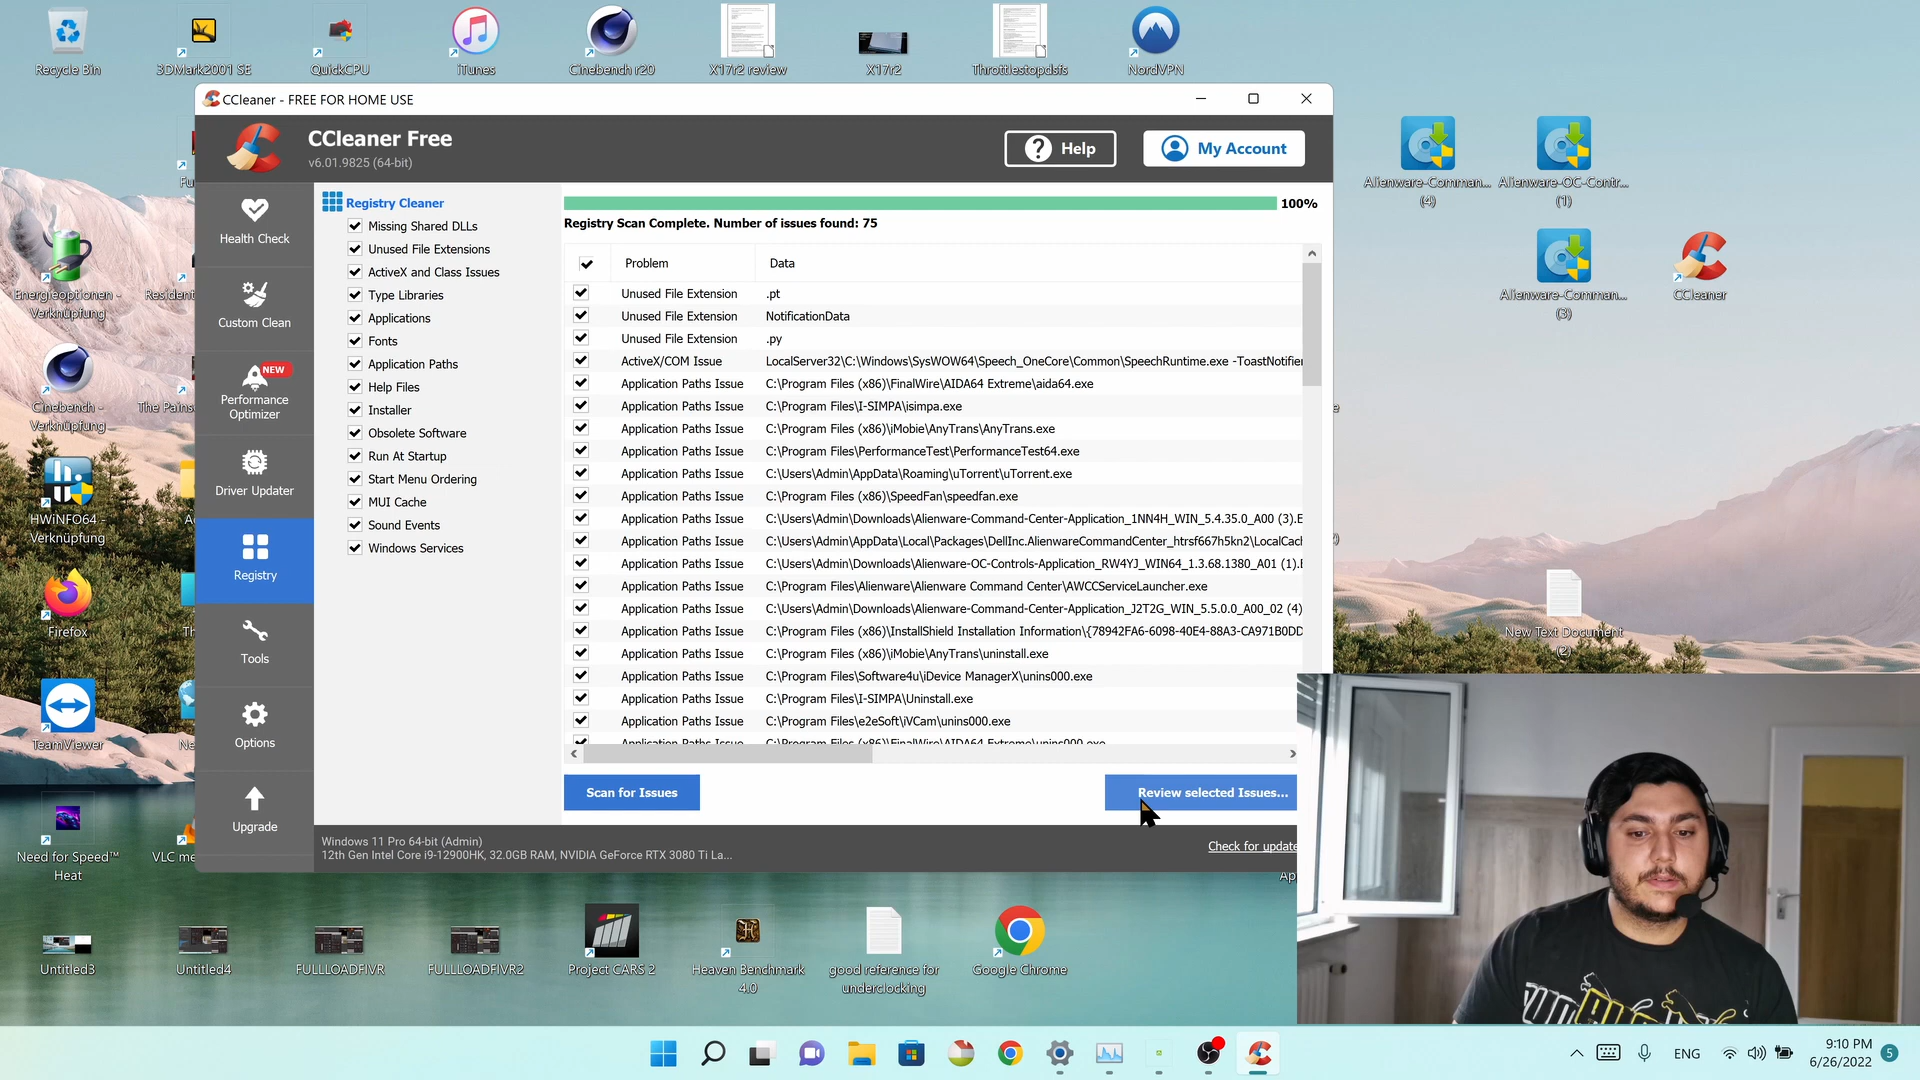 Recycle Bin
3DMark2001 SE
QuickCPU
iTunes
Cinebench r20
X17r2 review
X17r2
Throttlestopdsfs
NordVPN
CCleaner - FREE FOR HOME USE
CCleaner Free
v6.01.9825 (64-bit)
? Help
My Account
Health Check
Custom Clean
NEW
Performance
Optimizer
Driver Updater
Registry
Tools
Options
Upgrade
Registry Cleaner
Missing Shared DLLs
Unused File Extensions
ActiveX and Class Issues
Type Libraries
Applications
Fonts
Application Paths
Help Files
Installer
Obsolete Software
Run At Startup
Start Menu Ordering
MUI Cache
Sound Events
Windows Services
100%
Registry Scan Complete. Number of issues found: 75
Problem Data
Unused File Extension .pt
Unused File Extension NotificationData
Unused File Extension .py
ActiveX/COM Issue LocalServer32\C:\Windows\SysWOW64\Speech_OneCore\Common\SpeechRuntime.exe -ToastNotifier
Application Paths Issue C:\Program Files (x86)\FinalWire\AIDA64 Extreme\aida64.exe
Application Paths Issue C:\Program Files\I-SIMPA\isimpa.exe
Application Paths Issue C:\Program Files (x86)\iMobie\AnyTrans\AnyTrans.exe
Application Paths Issue C:\Program Files\PerformanceTest\PerformanceTest64.exe
Application Paths Issue C:\Users\Admin\AppData\Roaming\uTorrent\uTorrent.exe
Application Paths Issue C:\Program Files (x86)\SpeedFan\speedfan.exe
Application Paths Issue C:\Users\Admin\Downloads\Alienware-Command-Center-Application_1NN4H_WIN_5.4.35.0_A00 (3).E
Application Paths Issue C:\Users\Admin\AppData\Local\Packages\DellInc.AlienwareCommandCenter_htrsf667h5kn2\LocalCach
Application Paths Issue C:\Users\Admin\Downloads\Alienware-OC-Controls-Application_RW4YJ_WIN64_1.3.68.1380_A01 (1).E
Application Paths Issue C:\Program Files\Alienware\Alienware Command Center\AWCCServiceLauncher.exe
Application Paths Issue C:\Users\Admin\Downloads\Alienware-Command-Center-Application_J2T2G_WIN_5.5.0.0_A00_02 (4)
Application Paths Issue C:\Program Files (x86)\InstallShield Installation Information\{78942FA6-6098-40E4-88A3-CA971B0DD
Application Paths Issue C:\Program Files (x86)\iMobie\AnyTrans\uninstall.exe
Application Paths Issue C:\Program Files\Software4u\iDevice ManagerX\unins000.exe
Application Paths Issue C:\Program Files\I-SIMPA\Uninstall.exe
Application Paths Issue C:\Program Files\e2eSoft\iVCam\unins000.exe
Application Paths Issue C:\Program Files (x86)\FinalWire\AIDA64 Extreme\unins000.exe
Scan for Issues
Review selected Issues...
Windows 11 Pro 64-bit (Admin)
12th Gen Intel Core i9-12900HK, 32.0GB RAM, NVIDIA GeForce RTX 3080 Ti La...
Check for update
Energieoptionen -
Verknüpfung
Resident
Cinebench -
Verknüpfung
The Pains
HWiNFO64 -
Verknüpfung
Firefox
TeamViewer
Need for Speed™
Heat
VLC me
Alienware-Comman...
(4)
Alienware-OC-Contr...
(1)
Alienware-Comman...
(3)
CCleaner
New Text Document
(2)
Untitled3
Untitled4
FULLLOADFIVR
FULLLOADFIVR2
Project CARS 2
Heaven Benchmark
4.0
good reference for
underclocking
Google Chrome
ENG
9:10 PM
6/26/2022
5